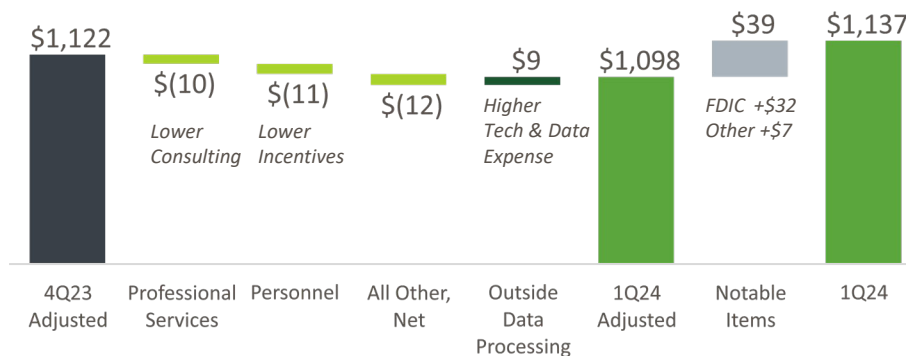 $1,122
$(10)
Lower
Consulting
$(11)
Lower
Incentives
$(12)
$9
Higher
Tech & Data
Expense
$1,098
$39
FDIC +$32
Other +$7
$1,137
4Q23
Adjusted
Professional
Services
Personnel
All Other,
Net
Outside
Data
Processing
1Q24
Adjusted
Notable
Items
1Q24